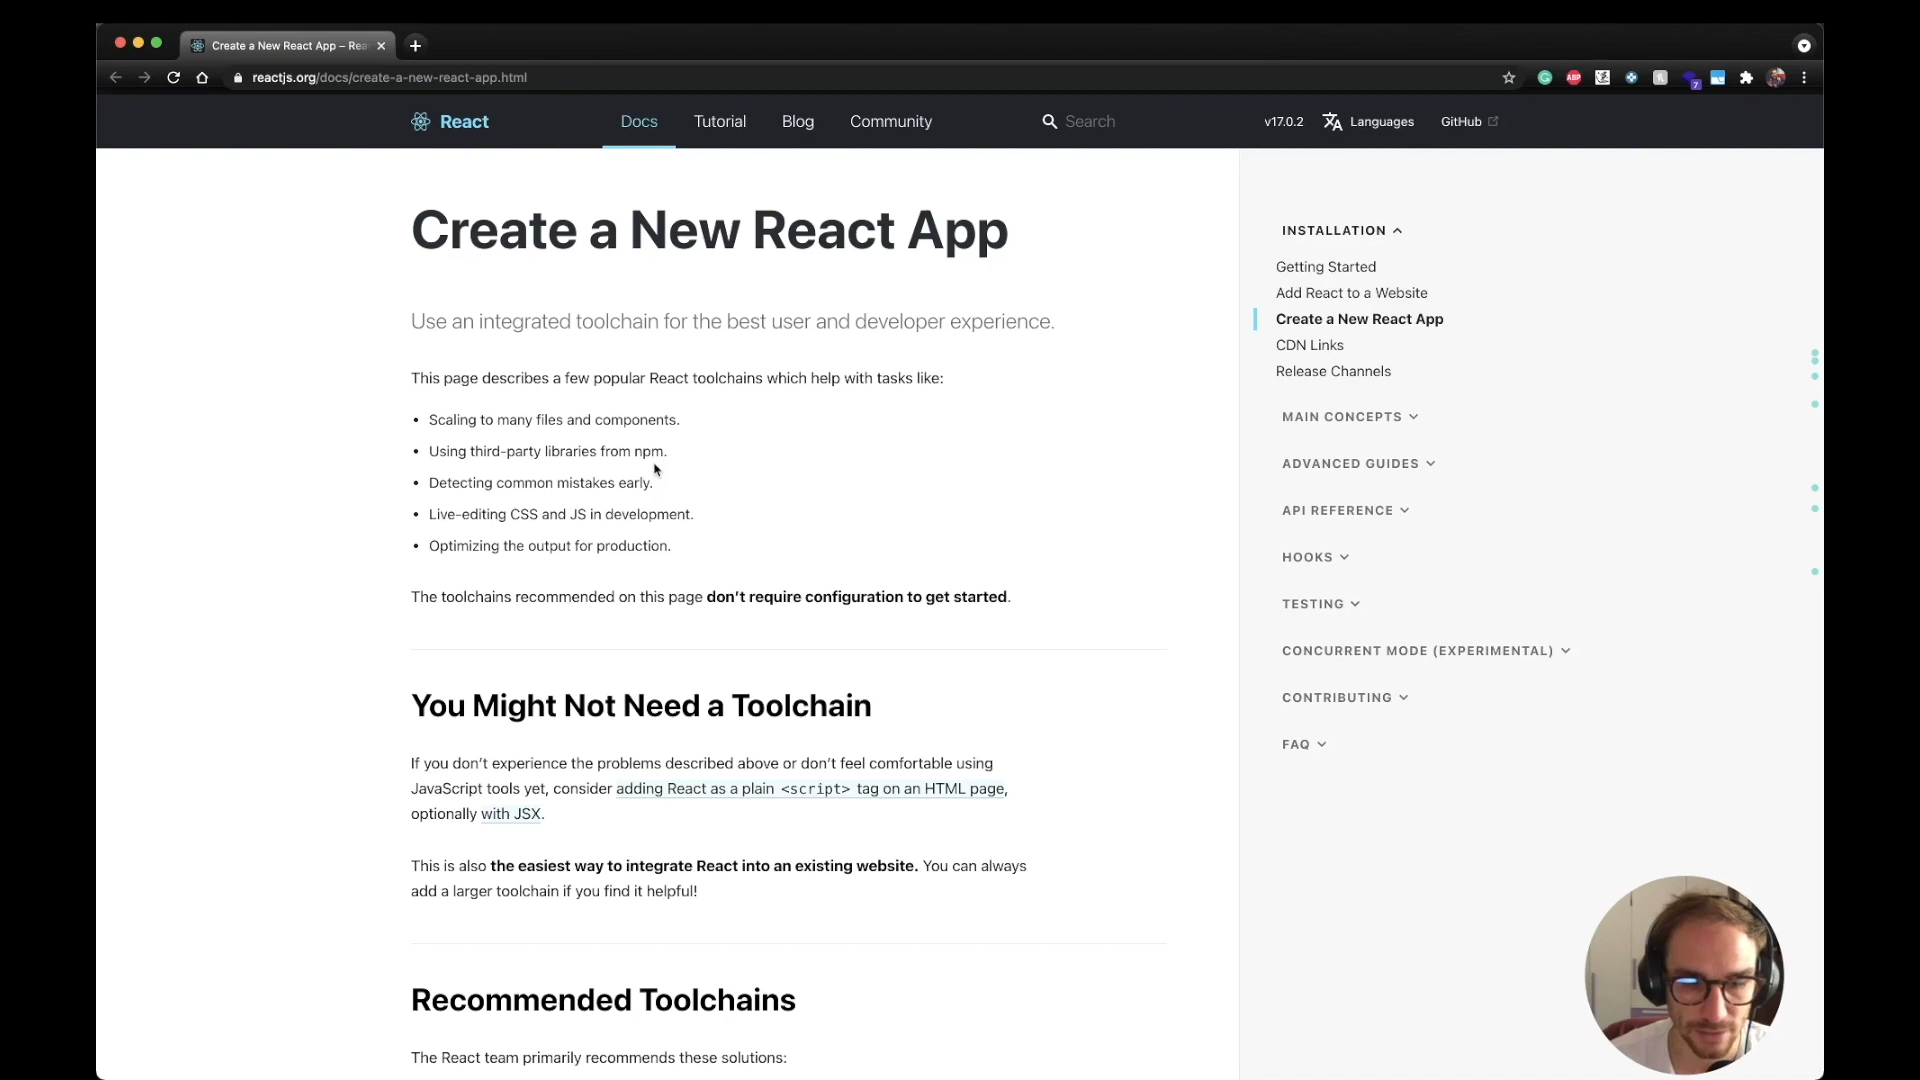 Create a New React App – Rea
reactjs.org/docs/create-a-new-react-app.html
ABP
7
React
Docs
Tutorial
Blog
Community
Search
v17.0.2
Languages
GitHub
Create a New React App
Use an integrated toolchain for the best user and developer experience.
This page describes a few popular React toolchains which help with tasks like:
• Scaling to many files and components.
• Using third-party libraries from npm.
• Detecting common mistakes early.
• Live-editing CSS and JS in development.
• Optimizing the output for production.
The toolchains recommended on this page don’t require configuration to get started.
You Might Not Need a Toolchain
If you don’t experience the problems described above or don’t feel comfortable using
JavaScript tools yet, consider adding React as a plain <script> tag on an HTML page,
optionally with JSX.
This is also the easiest way to integrate React into an existing website. You can always
add a larger toolchain if you find it helpful!
Recommended Toolchains
The React team primarily recommends these solutions:
INSTALLATION
Getting Started
Add React to a Website
Create a New React App
CDN Links
Release Channels
MAIN CONCEPTS
ADVANCED GUIDES
API REFERENCE
HOOKS
TESTING
CONCURRENT MODE (EXPERIMENTAL)
CONTRIBUTING
FAQ